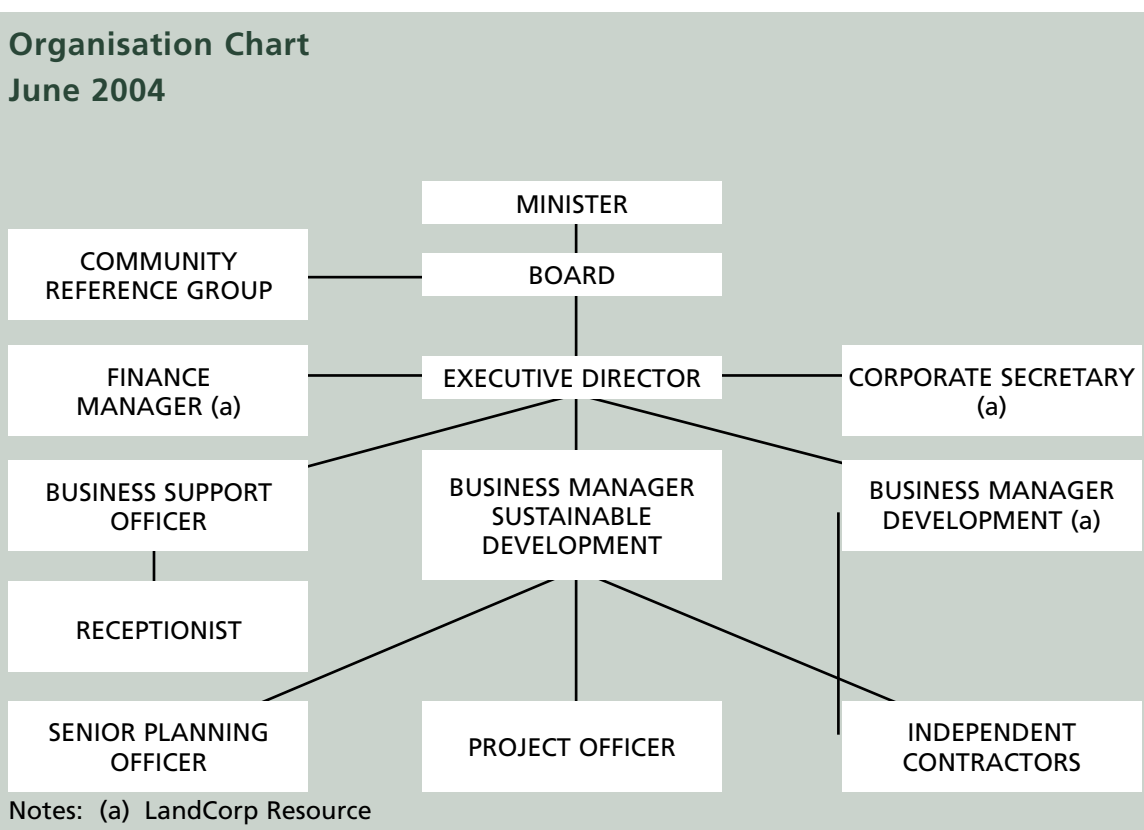 Organisation Chart
June 2004
MINISTER
COMMUNITY
REFERENCE GROUP
BOARD
FINANCE
MANAGER (a)
EXECUTIVE DIRECTOR
CORPORATE SECRETARY
(a)
BUSINESS SUPPORT
OFFICER
BUSINESS MANAGER
SUSTAINABLE
DEVELOPMENT
BUSINESS MANAGER
DEVELOPMENT (a)
RECEPTIONIST
SENIOR PLANNING
OFFICER
PROJECT OFFICER
INDEPENDENT
CONTRACTORS
Notes: (a) LandCorp Resource